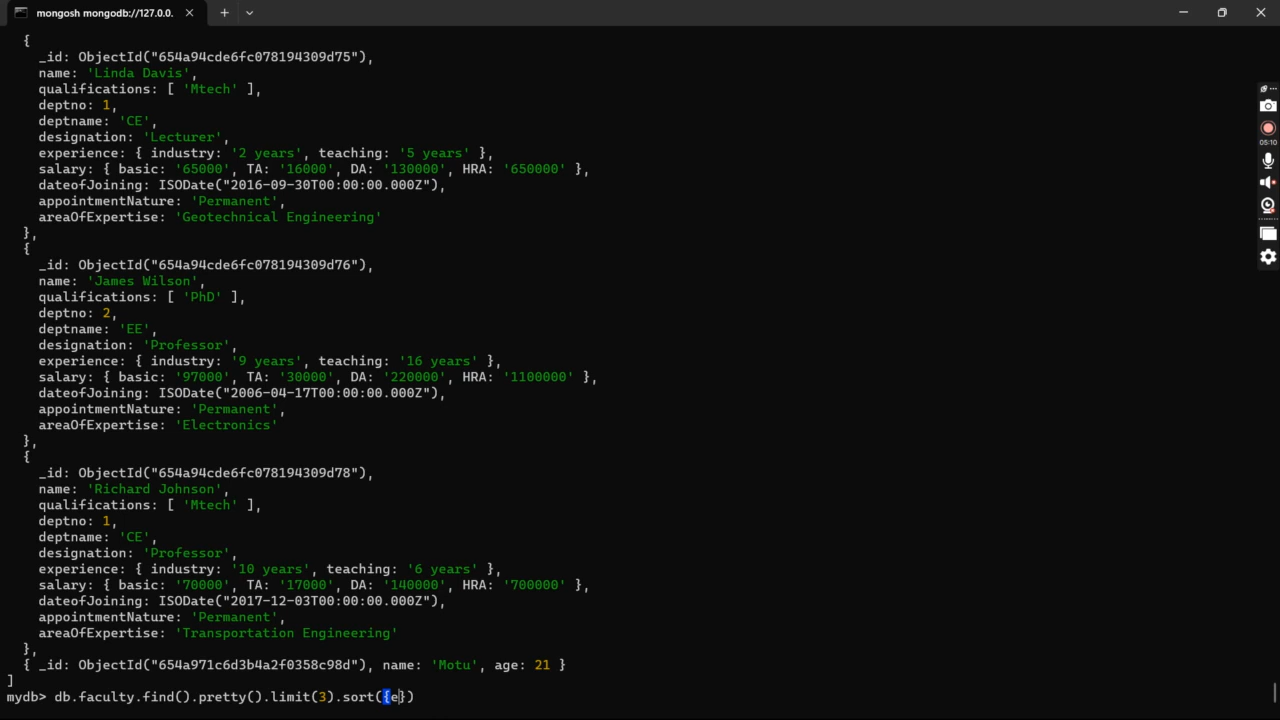 mongosh mongodb://127.0.0.
{
_id: ObjectId("654a94cde6fc078194309d75"),
name: 'Linda Davis',
qualifications: [ 'Mtech' ],
deptno: 1,
deptname: 'CE',
designation: 'Lecturer',
experience: { industry: '2 years', teaching: '5 years' },
salary: { basic: '65000', TA: '16000', DA: '130000', HRA: '650000' },
dateofJoining: ISODate("2016-09-30T00:00:00.000Z"),
appointmentNature: 'Permanent',
areaOfExpertise: 'Geotechnical Engineering'
},
{
_id: ObjectId("654a94cde6fc078194309d76"),
name: 'James Wilson',
qualifications: [ 'PhD' ],
deptno: 2,
deptname: 'EE',
designation: 'Professor',
experience: { industry: '9 years', teaching: '16 years' },
salary: { basic: '97000', TA: '30000', DA: '220000', HRA: '1100000' },
dateofJoining: ISODate("2006-04-17T00:00:00.000Z"),
appointmentNature: 'Permanent',
areaOfExpertise: 'Electronics'
},
{
_id: ObjectId("654a94cde6fc078194309d78"),
name: 'Richard Johnson',
qualifications: [ 'Mtech' ],
deptno: 1,
deptname: 'CE',
designation: 'Professor',
experience: { industry: '10 years', teaching: '6 years' },
salary: { basic: '70000', TA: '17000', DA: '140000', HRA: '700000' },
dateofJoining: ISODate("2017-12-03T00:00:00.000Z"),
appointmentNature: 'Permanent',
areaOfExpertise: 'Transportation Engineering'
},
{ _id: ObjectId("654a971c6d3b4a2f0358c98d"), name: 'Motu', age: 21 }
]
mydb> db.faculty.find().pretty().limit(3).sort({e})
05:10